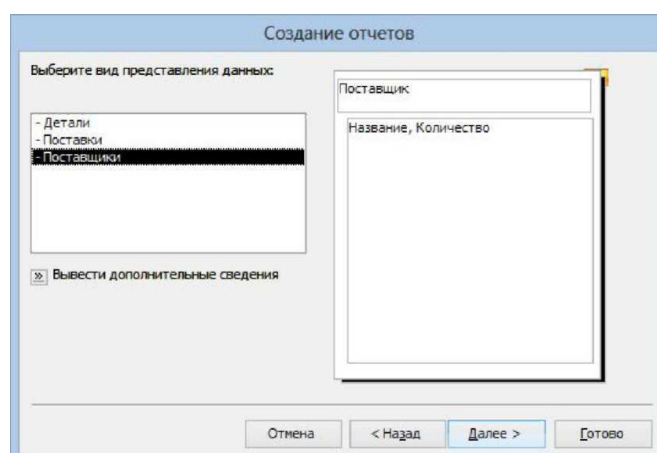 Создание отчетов
Выберите вид представления данных:
- Детали
- Поставки
- Поставщики
Поставщик
Название, Количество
» Вывести дополнительные сведения
Отмена
< Назад
Далее >
Готово